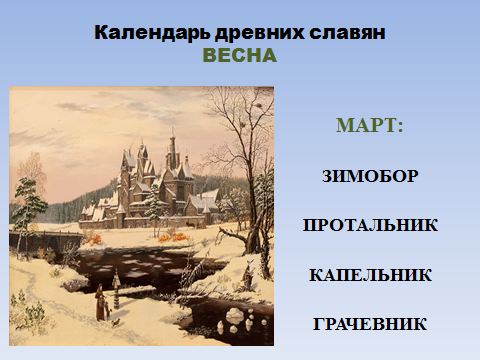 Календарь древних славян
ВЕСНА
МАРТ:
ЗИМОБОР
ПРОТАЛЬНИК
КАПЕЛЬНИК
ГРАЧЕВНИК